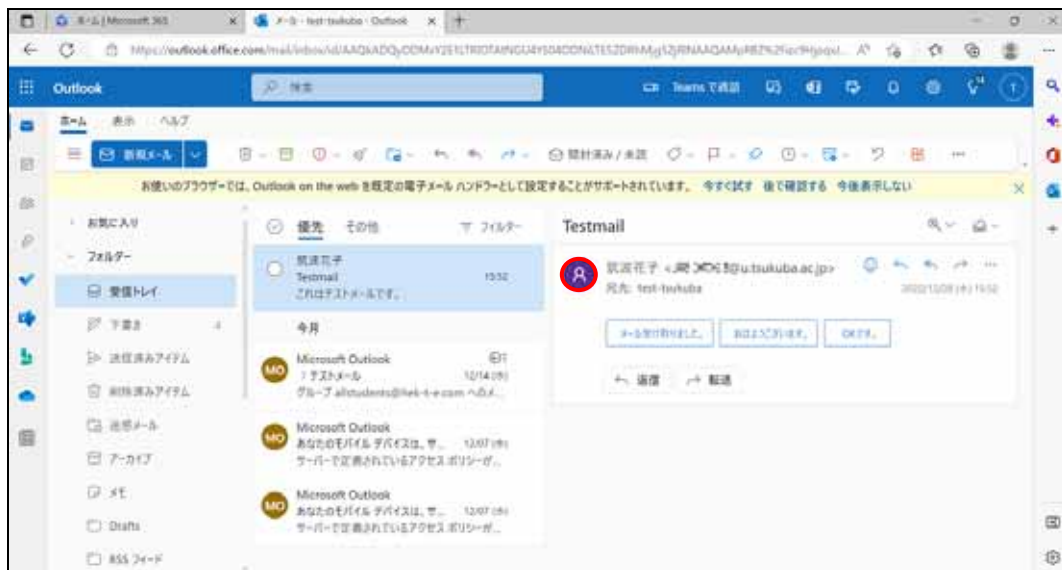 ホーム | Microsoft 365
メール - test-tsukuba - Outlook
Outlook
検索
Teams で通話
ホーム 表示 ヘルプ
新規メール
開封済み / 未読
お使いのブラウザーでは、Outlook on the web を既定の電子メール ハンドラーとして設定することがサポートされています。 今すぐ試す 後で確認する 今後表示しない
お気に入り
フォルダー
受信トレイ
下書き 4
送信済みアイテム
削除済みアイテム
迷惑メール
アーカイブ
メモ
Drafts
RSS フィード
優先 その他 フィルター
筑波花子
Testmail 15:52
これはテストメールです。
今月
MO
Microsoft Outlook
テストメール 12/14 (水)
グループ allstudents@
MO
Microsoft Outlook
あなたのモバイル デバイスは、サ... 12/07 (水)
サーバーで定義されているアクセス ポリシーが...
MO
Microsoft Outlook
あなたのモバイル デバイスは、サ... 12/07 (水)
サーバーで定義されているアクセス ポリシーが...
Testmail
筑波花子 @u.tsukuba.ac.jp>
宛先: test-tsukuba
メール受け取りました。 おはようございます。 OKです。
返信 転送